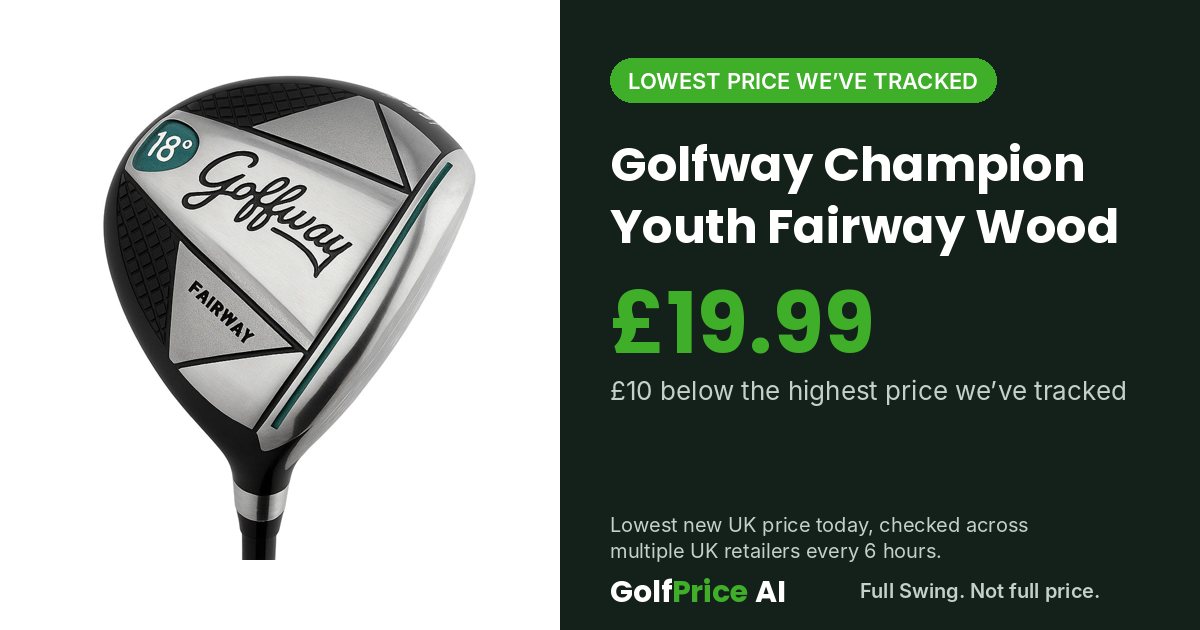 18°
Golfway
FAIRWAY
LOWEST PRICE WE’VE TRACKED
Golfway Champion
Youth Fairway Wood
£19.99
£10 below the highest price we’ve tracked
Lowest new UK price today, checked across
multiple UK retailers every 6 hours.
GolfPrice AI
Full Swing. Not full price.